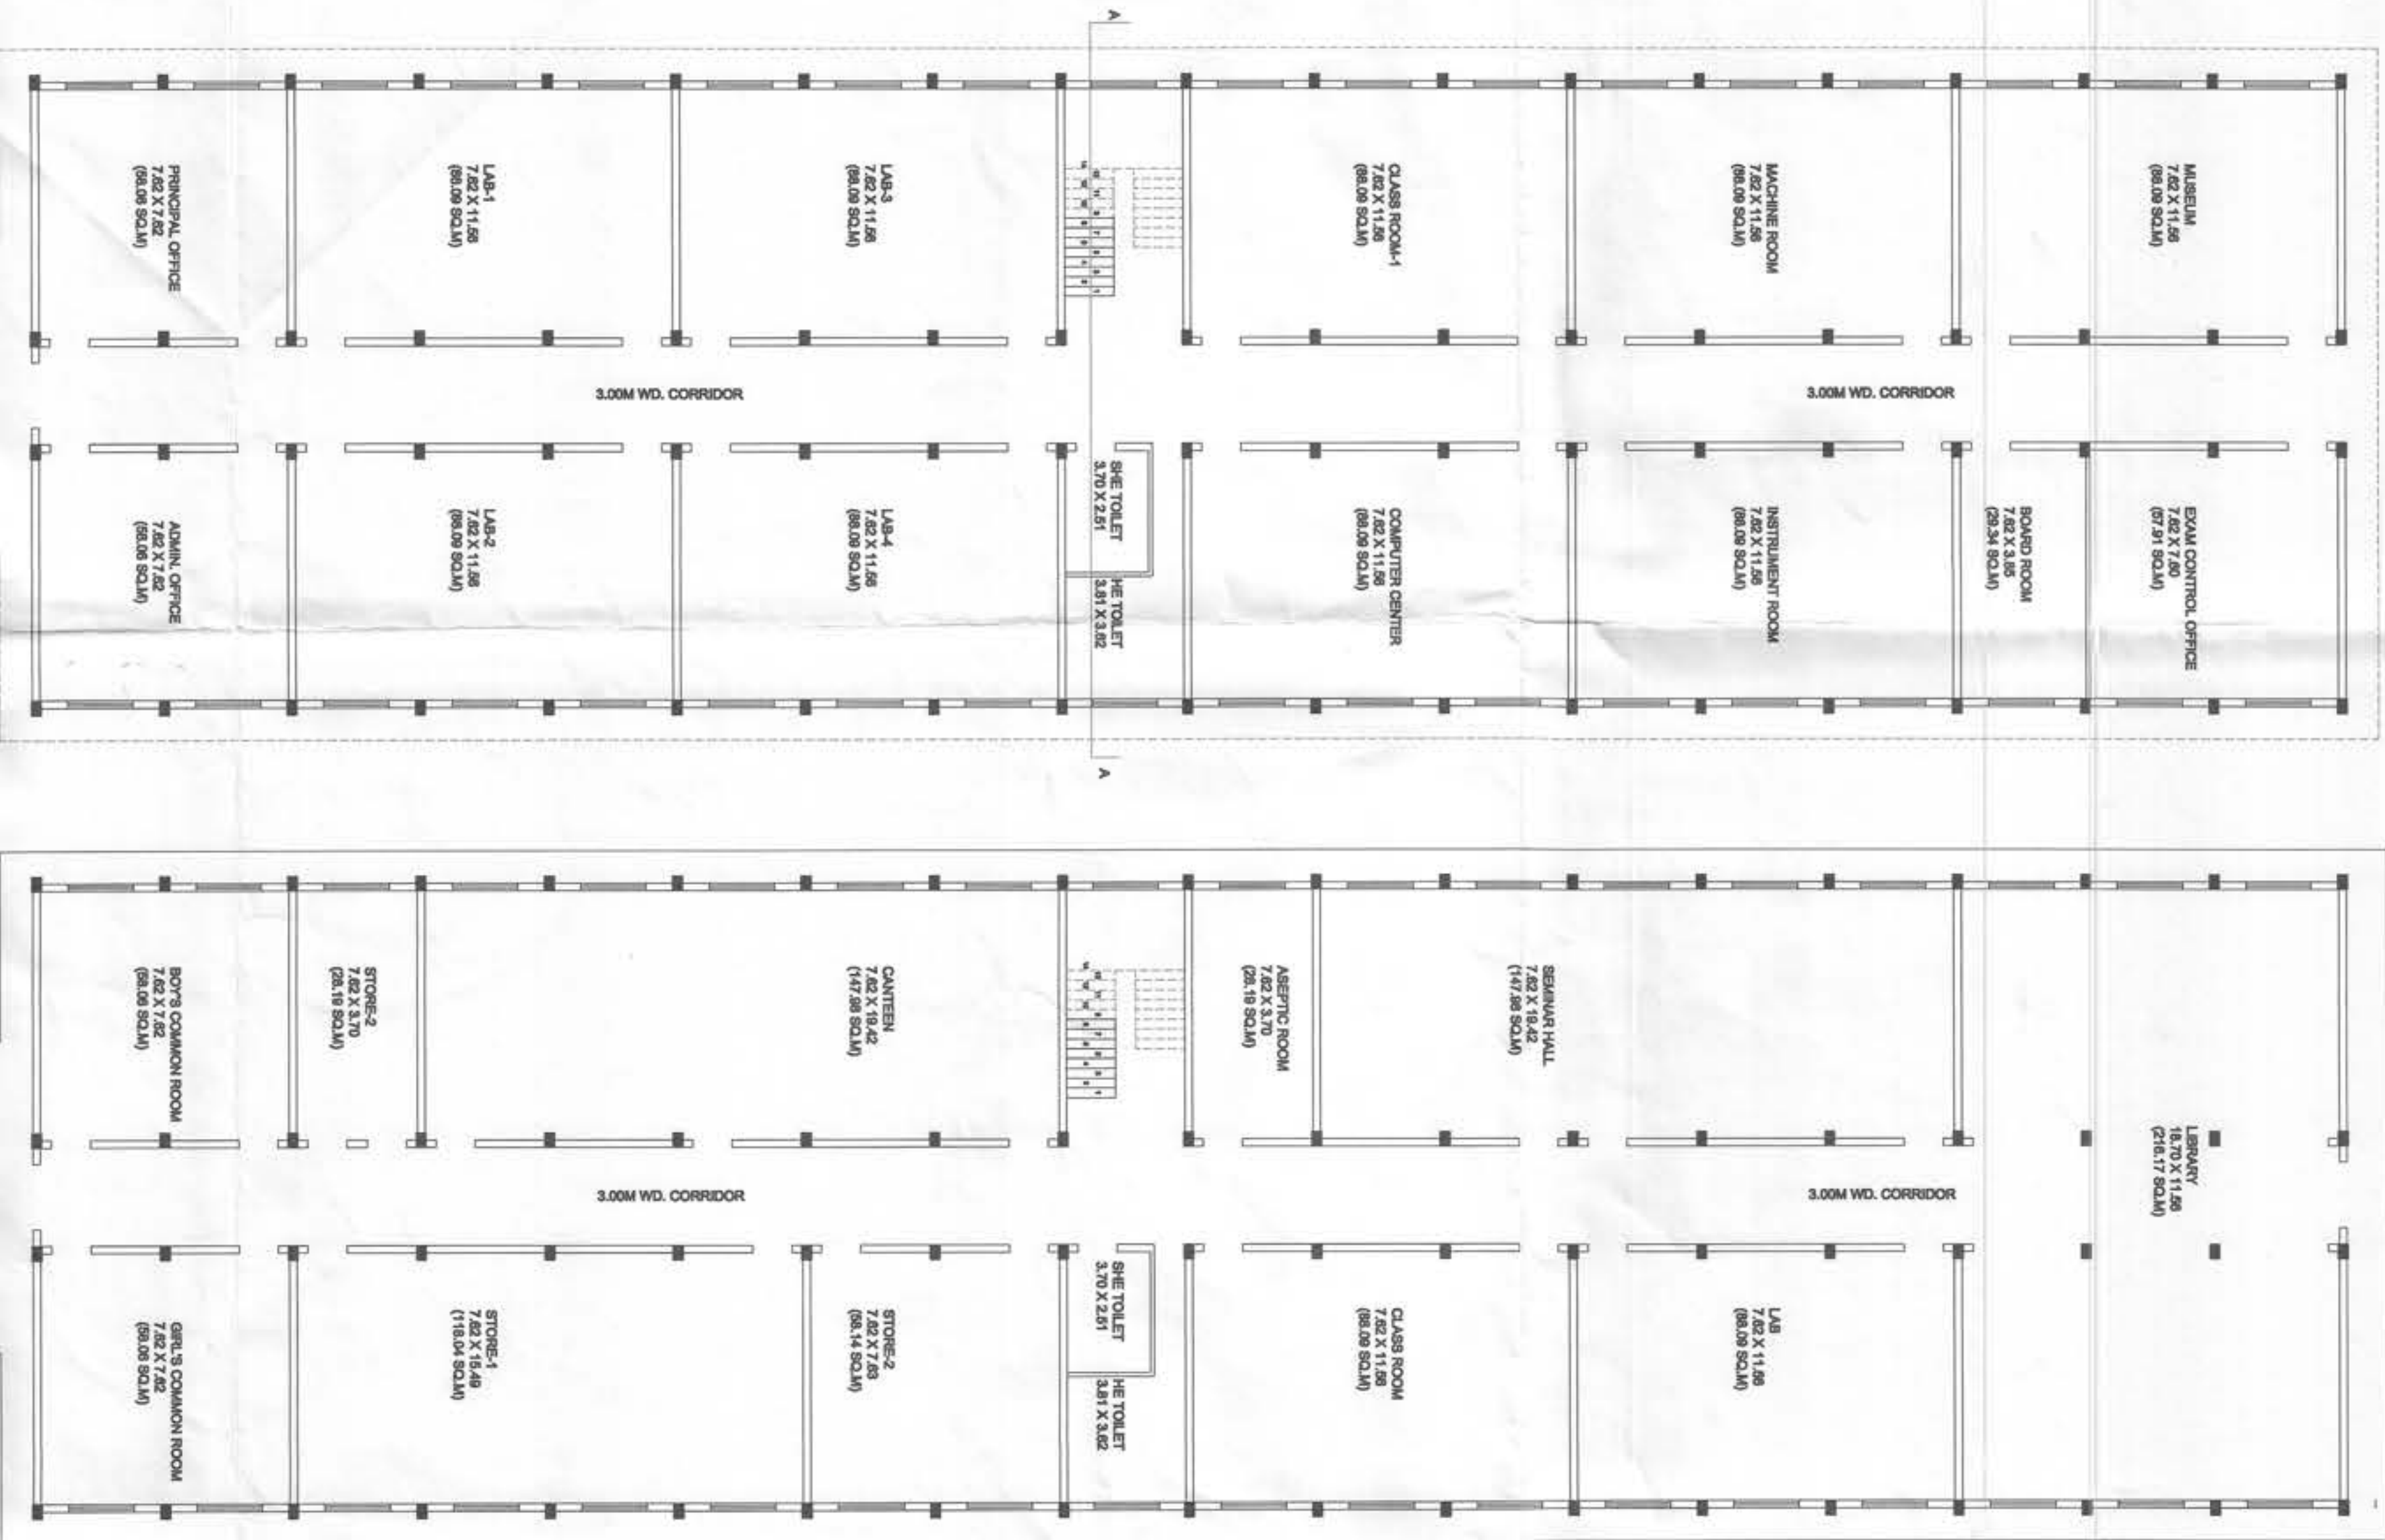 A
PRINCIPAL OFFICE
7.62 X 7.62
(58.06 SQ.M)
LAB-1
7.62 X 11.56
(88.09 SQ.M)
LAB-3
7.62 X 11.56
(88.09 SQ.M)
CLASS ROOM-1
7.62 X 11.56
(88.09 SQ.M)
MACHINE ROOM
7.62 X 11.56
(88.09 SQ.M)
MUSEUM
7.62 X 11.56
(88.09 SQ.M)
3.00M WD. CORRIDOR
3.00M WD. CORRIDOR
ADMIN. OFFICE
7.62 X 7.62
(58.06 SQ.M)
LAB-2
7.62 X 11.56
(88.09 SQ.M)
LAB-4
7.62 X 11.56
(88.09 SQ.M)
SHE TOILET
3.70 X 2.51
HE TOILET
3.81 X 3.62
COMPUTER CENTER
7.62 X 11.56
(88.09 SQ.M)
INSTRUMENT ROOM
7.62 X 11.56
(88.09 SQ.M)
BOARD ROOM
7.62 X 3.85
(29.34 SQ.M)
EXAM CONTROL OFFICE
7.62 X 7.60
(57.91 SQ.M)
A
BOY'S COMMON ROOM
7.62 X 7.62
(58.06 SQ.M)
STORE-2
7.62 X 3.70
(28.19 SQ.M)
CANTEEN
7.62 X 19.42
(147.98 SQ.M)
ASEPTIC ROOM
7.62 X 3.70
(28.19 SQ.M)
SEMINAR HALL
7.62 X 19.42
(147.98 SQ.M)
LIBRARY
18.70 X 11.56
(216.17 SQ.M)
3.00M WD. CORRIDOR
3.00M WD. CORRIDOR
GIRL'S COMMON ROOM
7.62 X 7.62
(58.06 SQ.M)
STORE-1
7.62 X 15.49
(118.04 SQ.M)
STORE-2
7.62 X 7.63
(58.14 SQ.M)
SHE TOILET
3.70 X 2.51
HE TOILET
3.81 X 3.62
CLASS ROOM
7.62 X 11.56
(88.09 SQ.M)
LAB
7.62 X 11.56
(88.09 SQ.M)